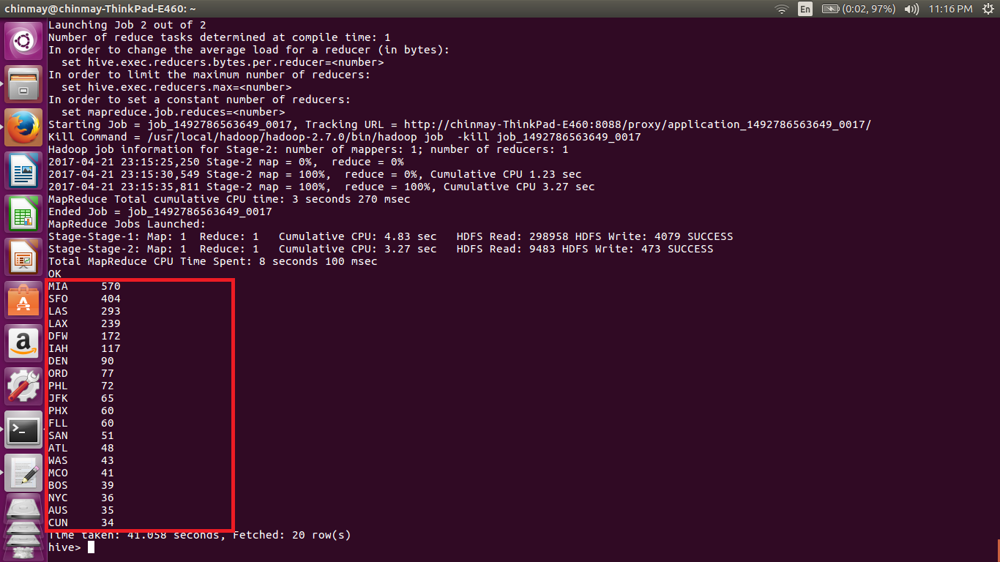 chinmay@chinmay-ThinkPad-E460: ~
En (0:02, 97%) 11:16 PM
Launching Job 2 out of 2
Number of reduce tasks determined at compile time: 1
In order to change the average load for a reducer (in bytes):
  set hive.exec.reducers.bytes.per.reducer=<number>
In order to limit the maximum number of reducers:
  set hive.exec.reducers.max=<number>
In order to set a constant number of reducers:
  set mapreduce.job.reduces=<number>
Starting Job = job_1492786563649_0017, Tracking URL = http://chinmay-ThinkPad-E460:8088/proxy/application_1492786563649_0017/
Kill Command = /usr/local/hadoop/hadoop-2.7.0/bin/hadoop job  -kill job_1492786563649_0017
Hadoop job information for Stage-2: number of mappers: 1; number of reducers: 1
2017-04-21 23:15:25,250 Stage-2 map = 0%,  reduce = 0%
2017-04-21 23:15:30,549 Stage-2 map = 100%,  reduce = 0%, Cumulative CPU 1.23 sec
2017-04-21 23:15:35,811 Stage-2 map = 100%,  reduce = 100%, Cumulative CPU 3.27 sec
MapReduce Total cumulative CPU time: 3 seconds 270 msec
Ended Job = job_1492786563649_0017
MapReduce Jobs Launched:
Stage-Stage-1: Map: 1  Reduce: 1   Cumulative CPU: 4.83 sec   HDFS Read: 298958 HDFS Write: 4079 SUCCESS
Stage-Stage-2: Map: 1  Reduce: 1   Cumulative CPU: 3.27 sec   HDFS Read: 9483 HDFS Write: 473 SUCCESS
Total MapReduce CPU Time Spent: 8 seconds 100 msec
OK
MIA	570
SFO	404
LAS	293
LAX	239
DFW	172
IAH	117
DEN	90
ORD	77
PHL	72
JFK	65
PHX	60
FLL	60
SAN	51
ATL	48
WAS	43
MCO	41
BOS	39
NYC	36
AUS	35
CUN	34
Time taken: 41.058 seconds, Fetched: 20 row(s)
hive>